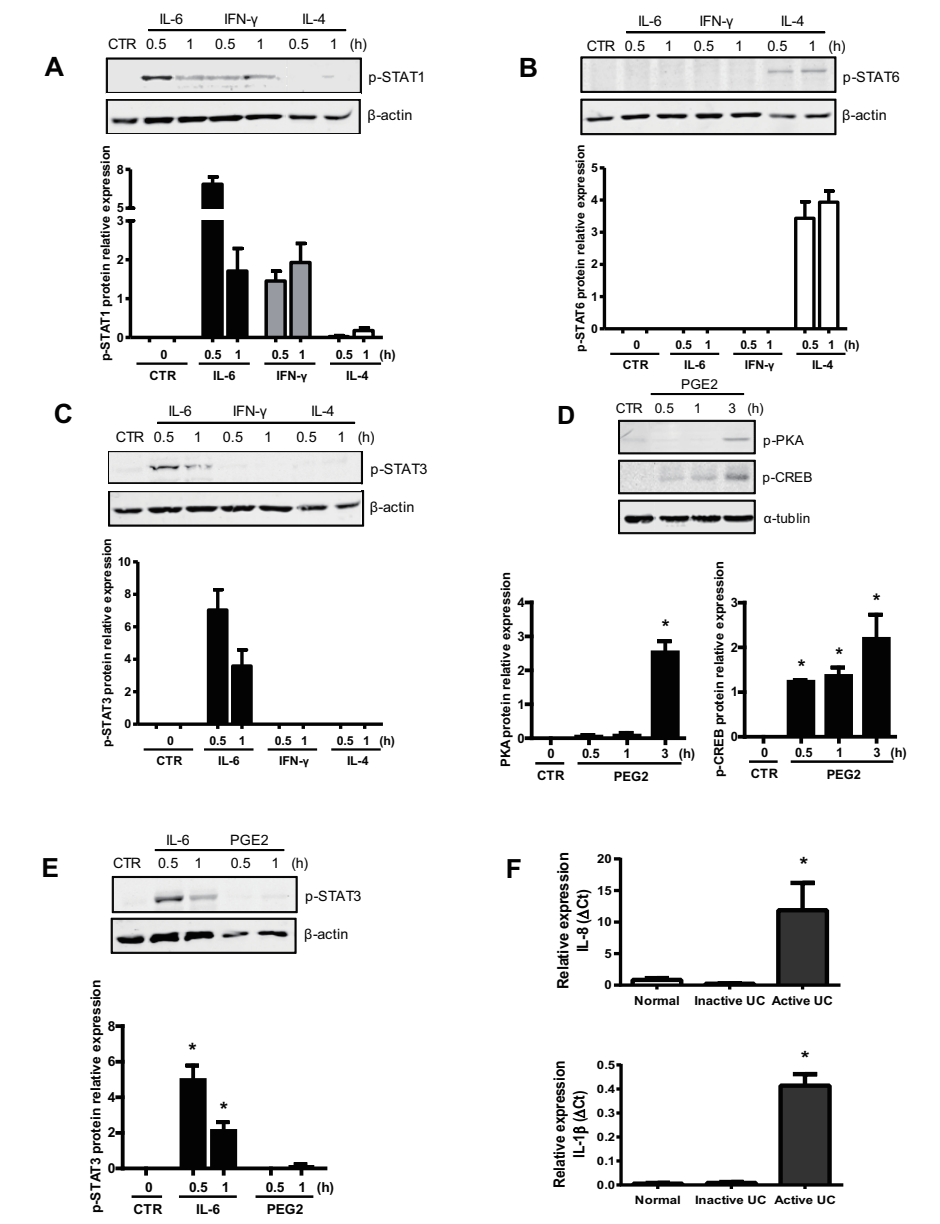 A
IL-6 IFN-γ IL-4
CTR 0.5 1 0.5 1 0.5 1 (h)
p-STAT1
β-actin
p-STAT1 protein relative expression
8
5
3
2
1
0
0 0.5 1 0.5 1 0.5 1 (h)
CTR IL-6 IFN-γ IL-4
B
IL-6 IFN-γ IL-4
CTR 0.5 1 0.5 1 0.5 1 (h)
p-STAT6
β-actin
p-STAT6 protein relative expression
5
4
3
2
1
0
0 0.5 1 0.5 1 0.5 1 (h)
CTR IL-6 IFN-γ IL-4
C
IL-6 IFN-γ IL-4
CTR 0.5 1 0.5 1 0.5 1 (h)
p-STAT3
β-actin
p-STAT3 protein relative expression
10
8
6
4
2
0
0 0.5 1 0.5 1 0.5 1 (h)
CTR IL-6 IFN-γ IL-4
D
PGE2
CTR 0.5 1 3 (h)
p-PKA
p-CREB
α-tublin
PKA protein relative expression
4
3
2
1
0
*
0 0.5 1 3 (h)
CTR PEG2
p-CREB protein relative expression
3
2
1
0
* * *
0 0.5 1 3 (h)
CTR PEG2
E
IL-6 PGE2
CTR 0.5 1 0.5 1 (h)
p-STAT3
β-actin
p-STAT3 protein relative expression
8
6
4
2
0
* *
0 0.5 1 0.5 1 (h)
CTR IL-6 PEG2
F
Relative expression
IL-8 (ΔCt)
20
15
10
5
0
*
Normal Inactive UC Active UC
Relative expression
IL-1β (ΔCt)
0.5
0.4
0.3
0.2
0.1
0.0
*
Normal Inactive UC Active UC